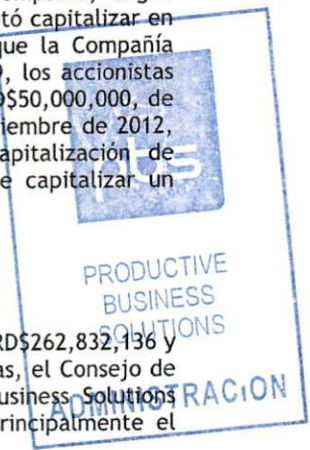 tó capitalizar en
que la Compañía
, los accionistas
D$50,000,000, de
iembre de 2012,
apitalización de
e capitalizar un
pbs
PRODUCTIVE
BUSINESS
SOLUTIONS
RD$262,832,136 y
as, el Consejo de
usiness Solutions
ADMINISTRACION
rincipalmente el